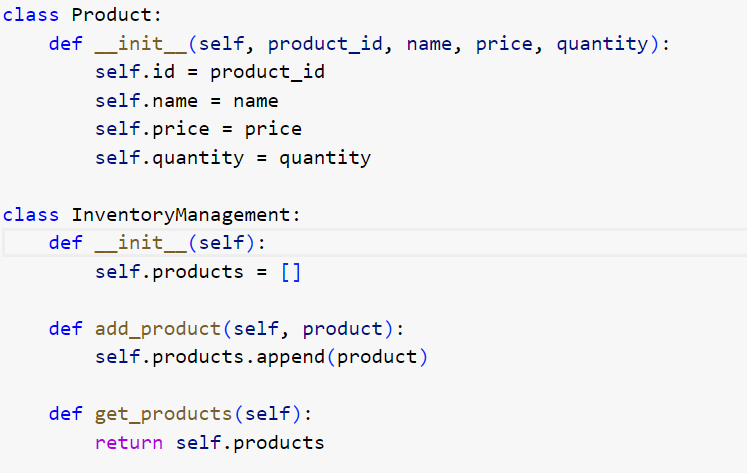 class Product:
    def __init__(self, product_id, name, price, quantity):
        self.id = product_id
        self.name = name
        self.price = price
        self.quantity = quantity

class InventoryManagement:
    def __init__(self):
        self.products = []

    def add_product(self, product):
        self.products.append(product)

    def get_products(self):
        return self.products